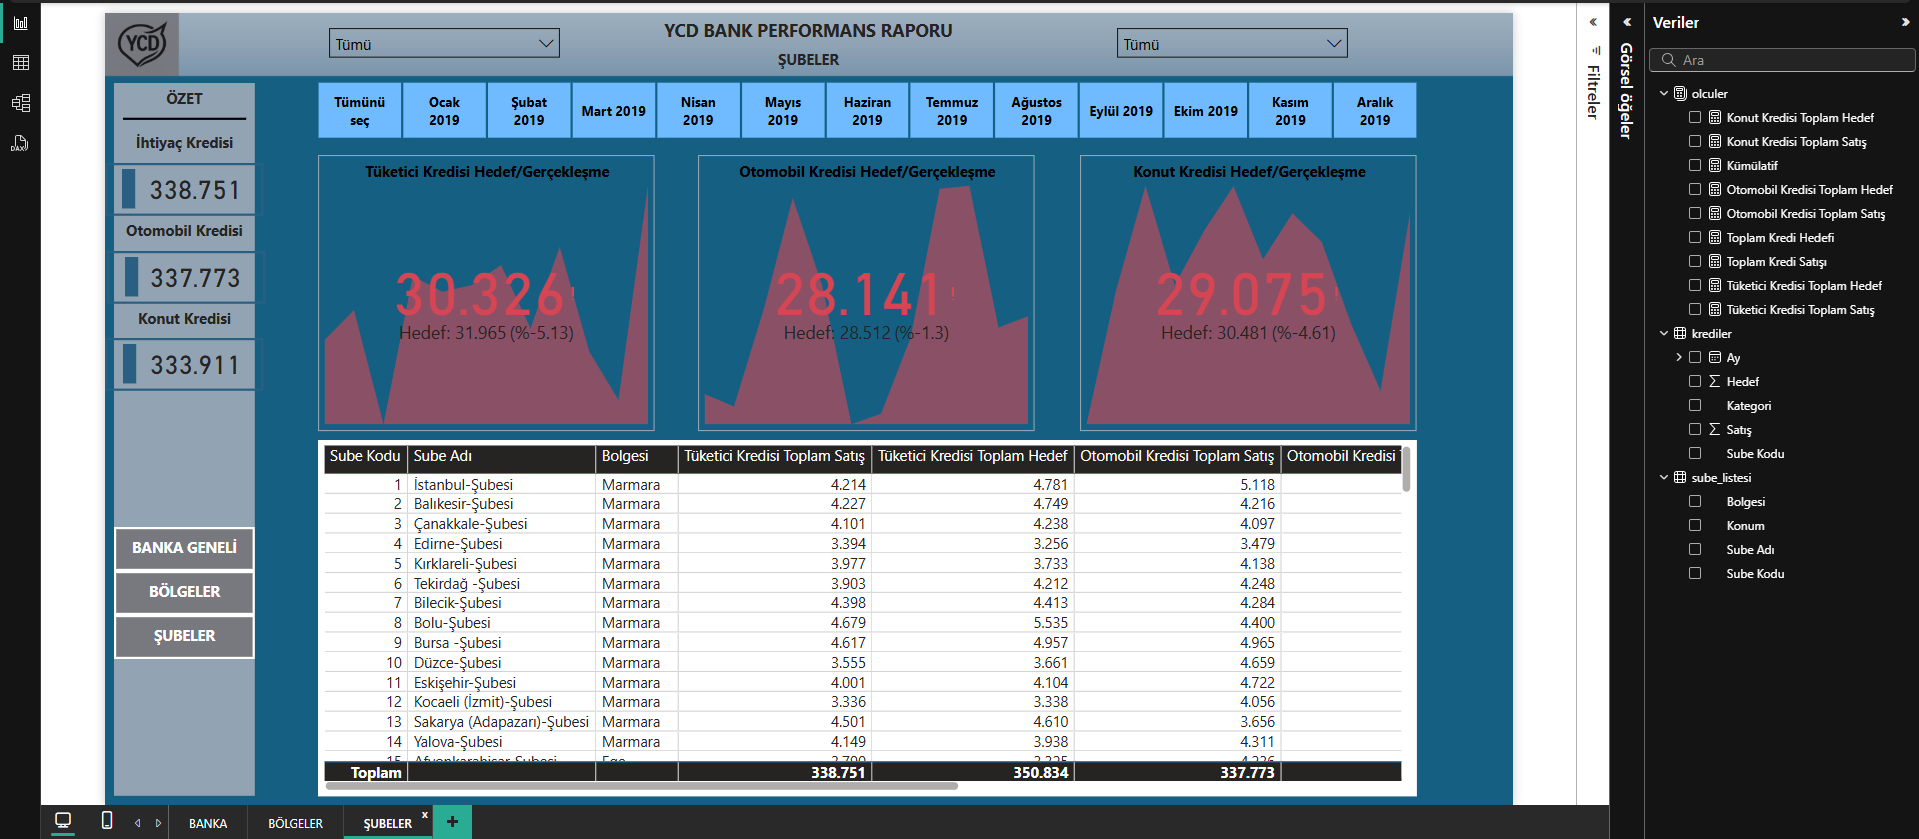 YCD
Tümü
YCD BANK PERFORMANS RAPORU
ŞUBELER
Tümü
ÖZET
İhtiyaç Kredisi
338.751
Otomobil Kredisi
337.773
Konut Kredisi
333.911
BANKA GENELİ
BÖLGELER
ŞUBELER
Tümünü seç
Ocak 2019
Şubat 2019
Mart 2019
Nisan 2019
Mayıs 2019
Haziran 2019
Temmuz 2019
Ağustos 2019
Eylül 2019
Ekim 2019
Kasım 2019
Aralık 2019
Tüketici Kredisi Hedef/Gerçekleşme
30.326!
Hedef: 31.965 (%-5.13)
Otomobil Kredisi Hedef/Gerçekleşme
28.141!
Hedef: 28.512 (%-1.3)
Konut Kredisi Hedef/Gerçekleşme
29.075!
Hedef: 30.481 (%-4.61)
Sube Kodu Sube Adı Bolgesi Tüketici Kredisi Toplam Satış Tüketici Kredisi Toplam Hedef Otomobil Kredisi Toplam Satış Otomobil Kredisi
1 İstanbul-Şubesi Marmara 4.214 4.781 5.118
2 Balıkesir-Şubesi Marmara 4.227 4.749 4.216
3 Çanakkale-Şubesi Marmara 4.101 4.238 4.097
4 Edirne-Şubesi Marmara 3.394 3.256 3.479
5 Kırklareli-Şubesi Marmara 3.977 3.733 4.138
6 Tekirdağ -Şubesi Marmara 3.903 4.212 4.248
7 Bilecik-Şubesi Marmara 4.398 4.413 4.284
8 Bolu-Şubesi Marmara 4.679 5.535 4.400
9 Bursa -Şubesi Marmara 4.617 4.957 4.965
10 Düzce-Şubesi Marmara 3.555 3.661 4.659
11 Eskişehir-Şubesi Marmara 4.001 4.104 4.722
12 Kocaeli (İzmit)-Şubesi Marmara 3.336 3.338 4.056
13 Sakarya (Adapazarı)-Şubesi Marmara 4.501 4.610 3.656
14 Yalova-Şubesi Marmara 4.149 3.938 4.311
Toplam 338.751 350.834 337.773
BANKA
BÖLGELER
ŞUBELER x
+
Filtreler
Görsel öğeler
Veriler
Ara
olculer
Konut Kredisi Toplam Hedef
Konut Kredisi Toplam Satış
Kümülatif
Otomobil Kredisi Toplam Hedef
Otomobil Kredisi Toplam Satış
Toplam Kredi Hedefi
Toplam Kredi Satışı
Tüketici Kredisi Toplam Hedef
Tüketici Kredisi Toplam Satış
krediler
Ay
Hedef
Kategori
Satış
Sube Kodu
sube_listesi
Bolgesi
Konum
Sube Adı
Sube Kodu